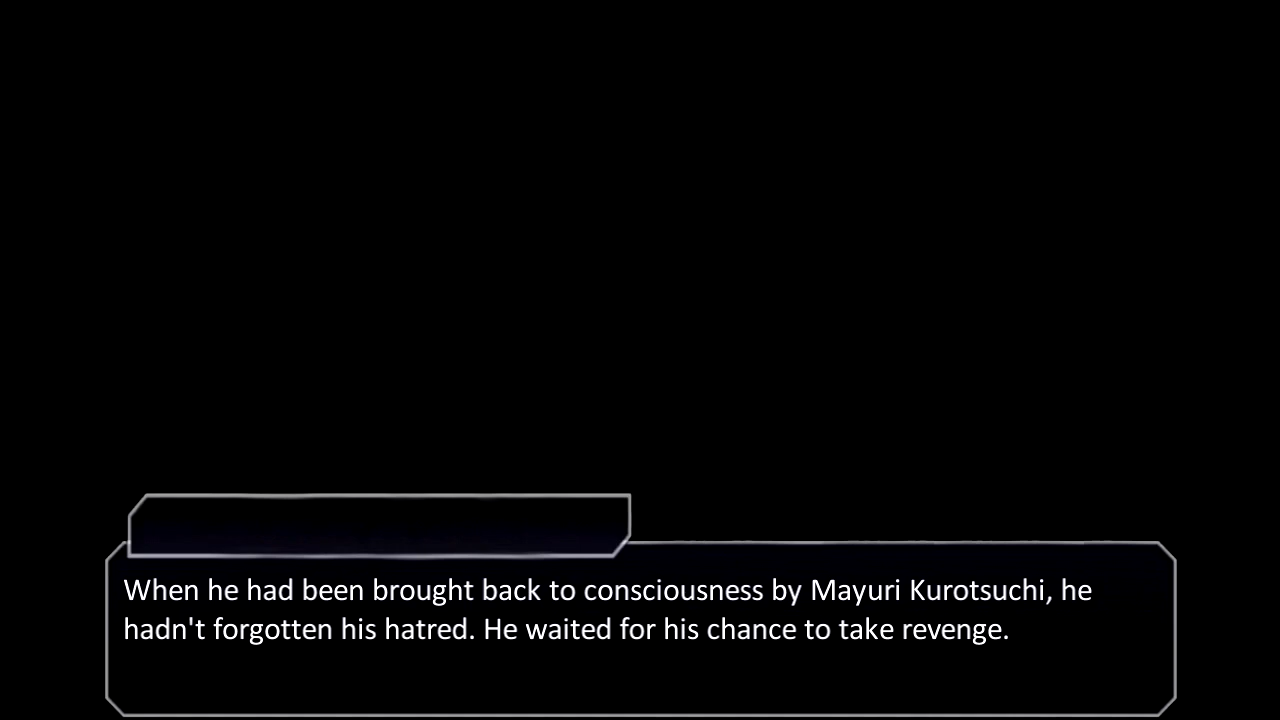 When he had been brought back to consciousness by Mayuri Kurotsuchi, he
hadn't forgotten his hatred. He waited for his chance to take revenge.